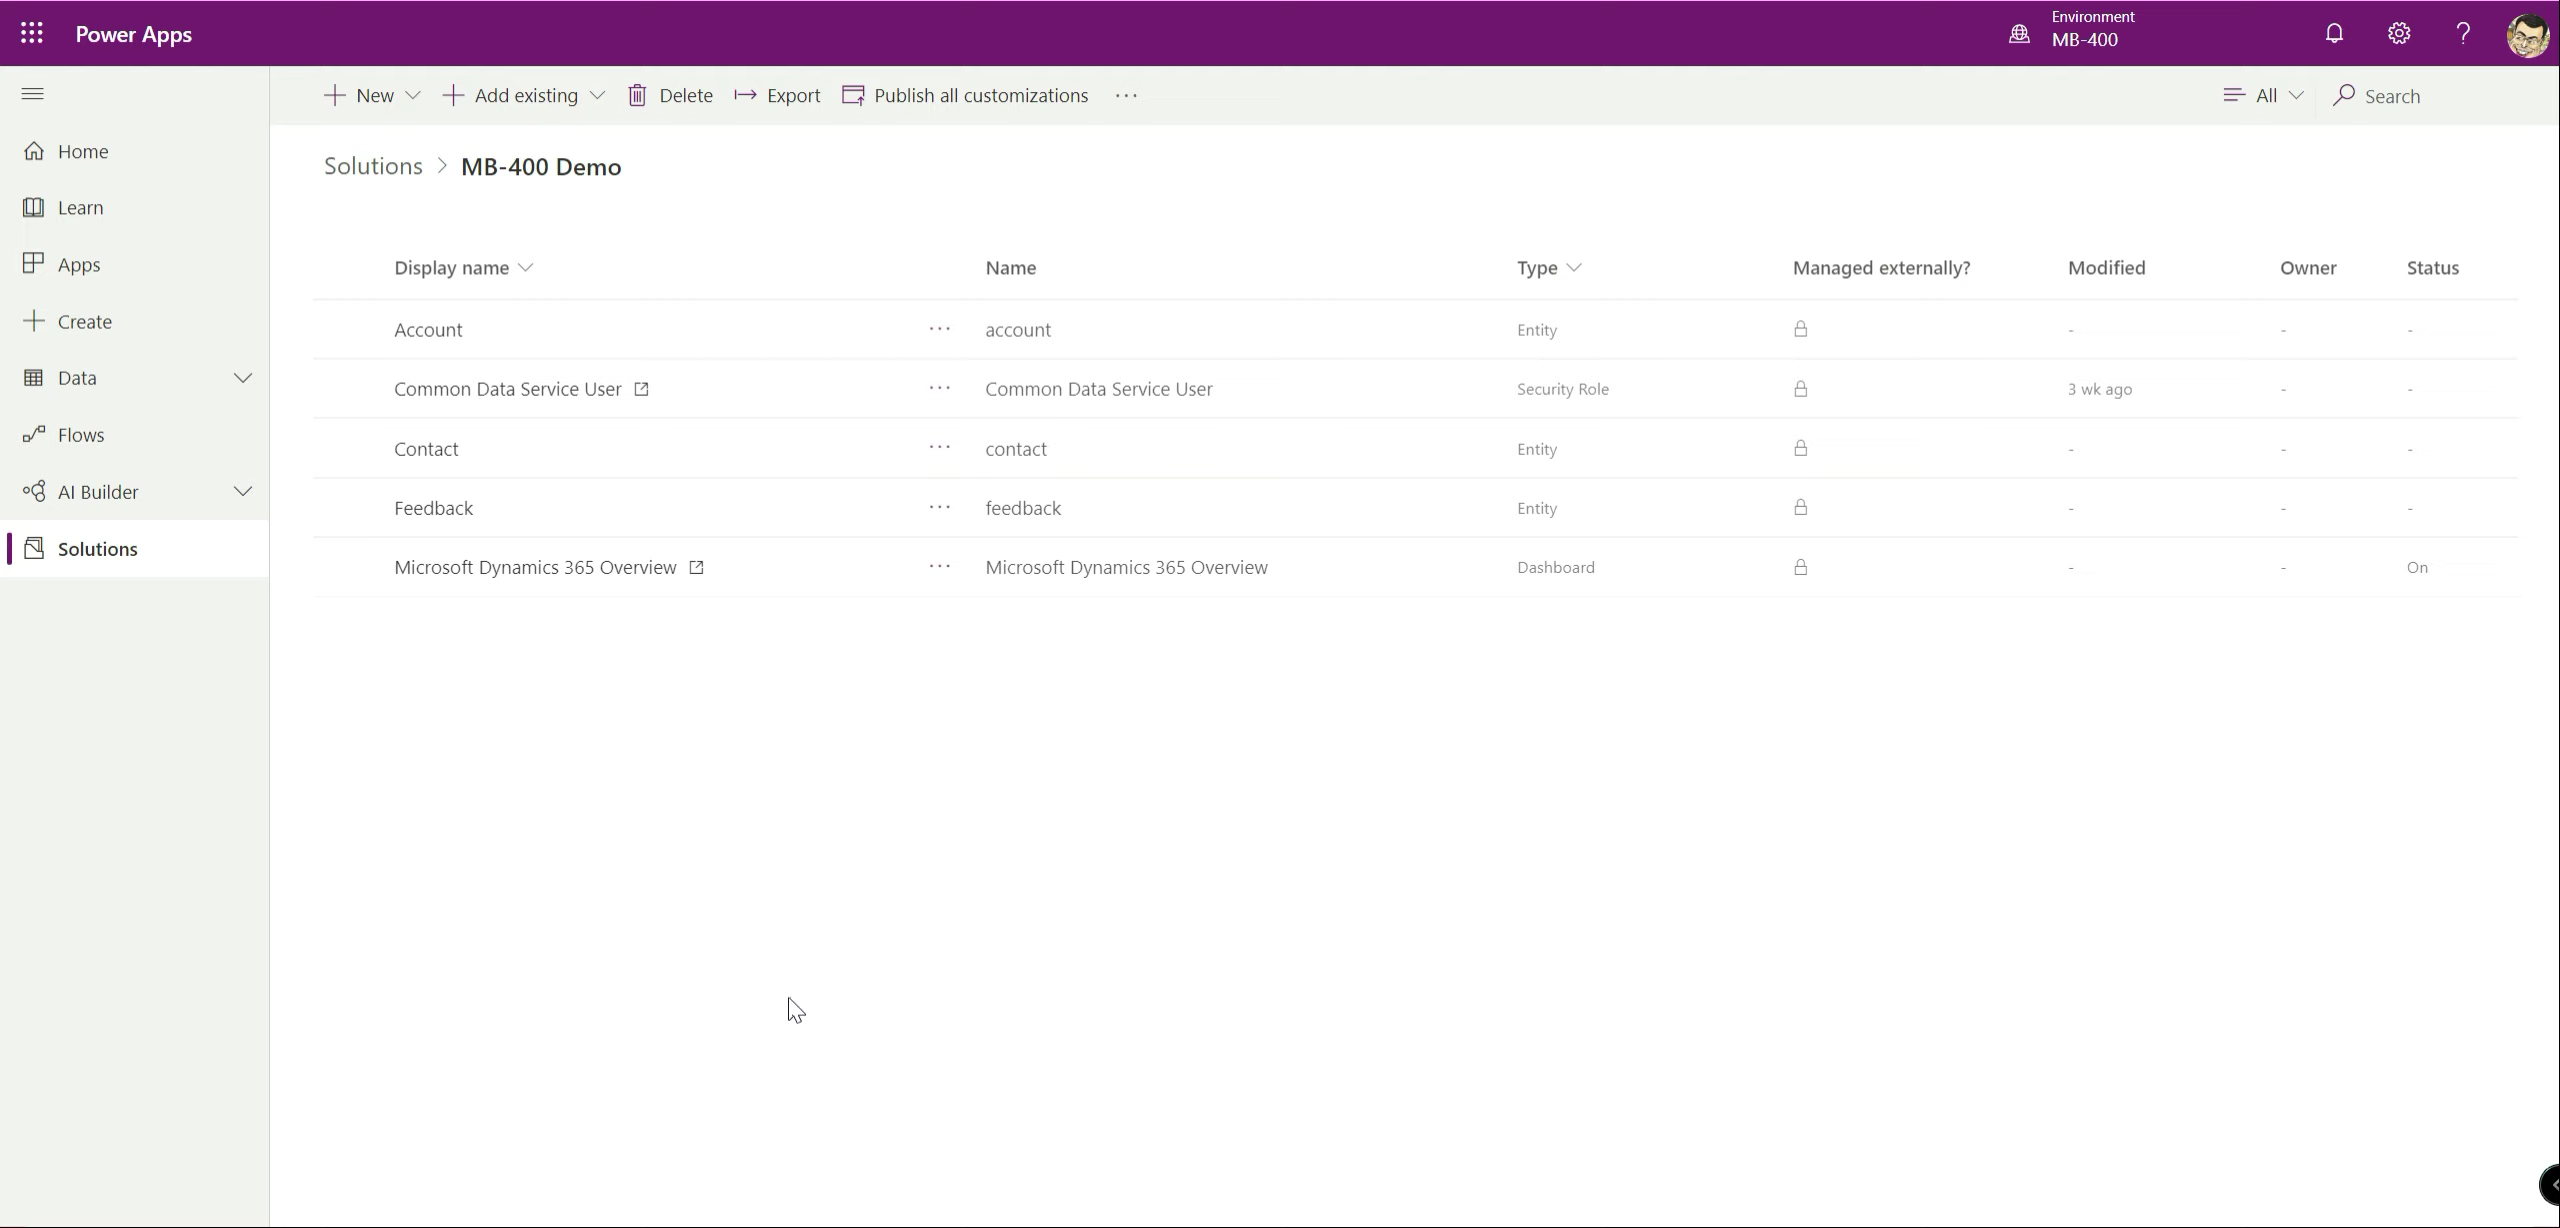 Power Apps
Environment
MB-400
New
Add existing
Delete
Export
Publish all customizations
All
Search
Home
Learn
Apps
Create
Data
Flows
AI Builder
Solutions
Solutions > MB-400 Demo
Display name Name Type Managed externally? Modified Owner Status
Account ··· account Entity - - -
Common Data Service User ··· Common Data Service User Security Role 3 wk ago - -
Contact ··· contact Entity - - -
Feedback ··· feedback Entity - - -
Microsoft Dynamics 365 Overview ··· Microsoft Dynamics 365 Overview Dashboard - - On